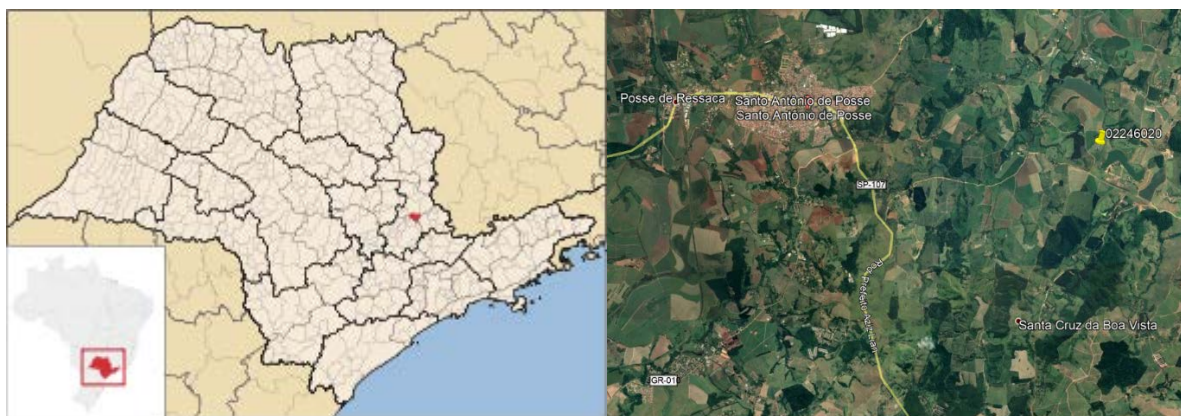 Posse de Ressaca
Santo Antônio de Posse
Santo Antônio de Posse
02246020
SP-107
Santa Cruz da Boa Vista
GR-010